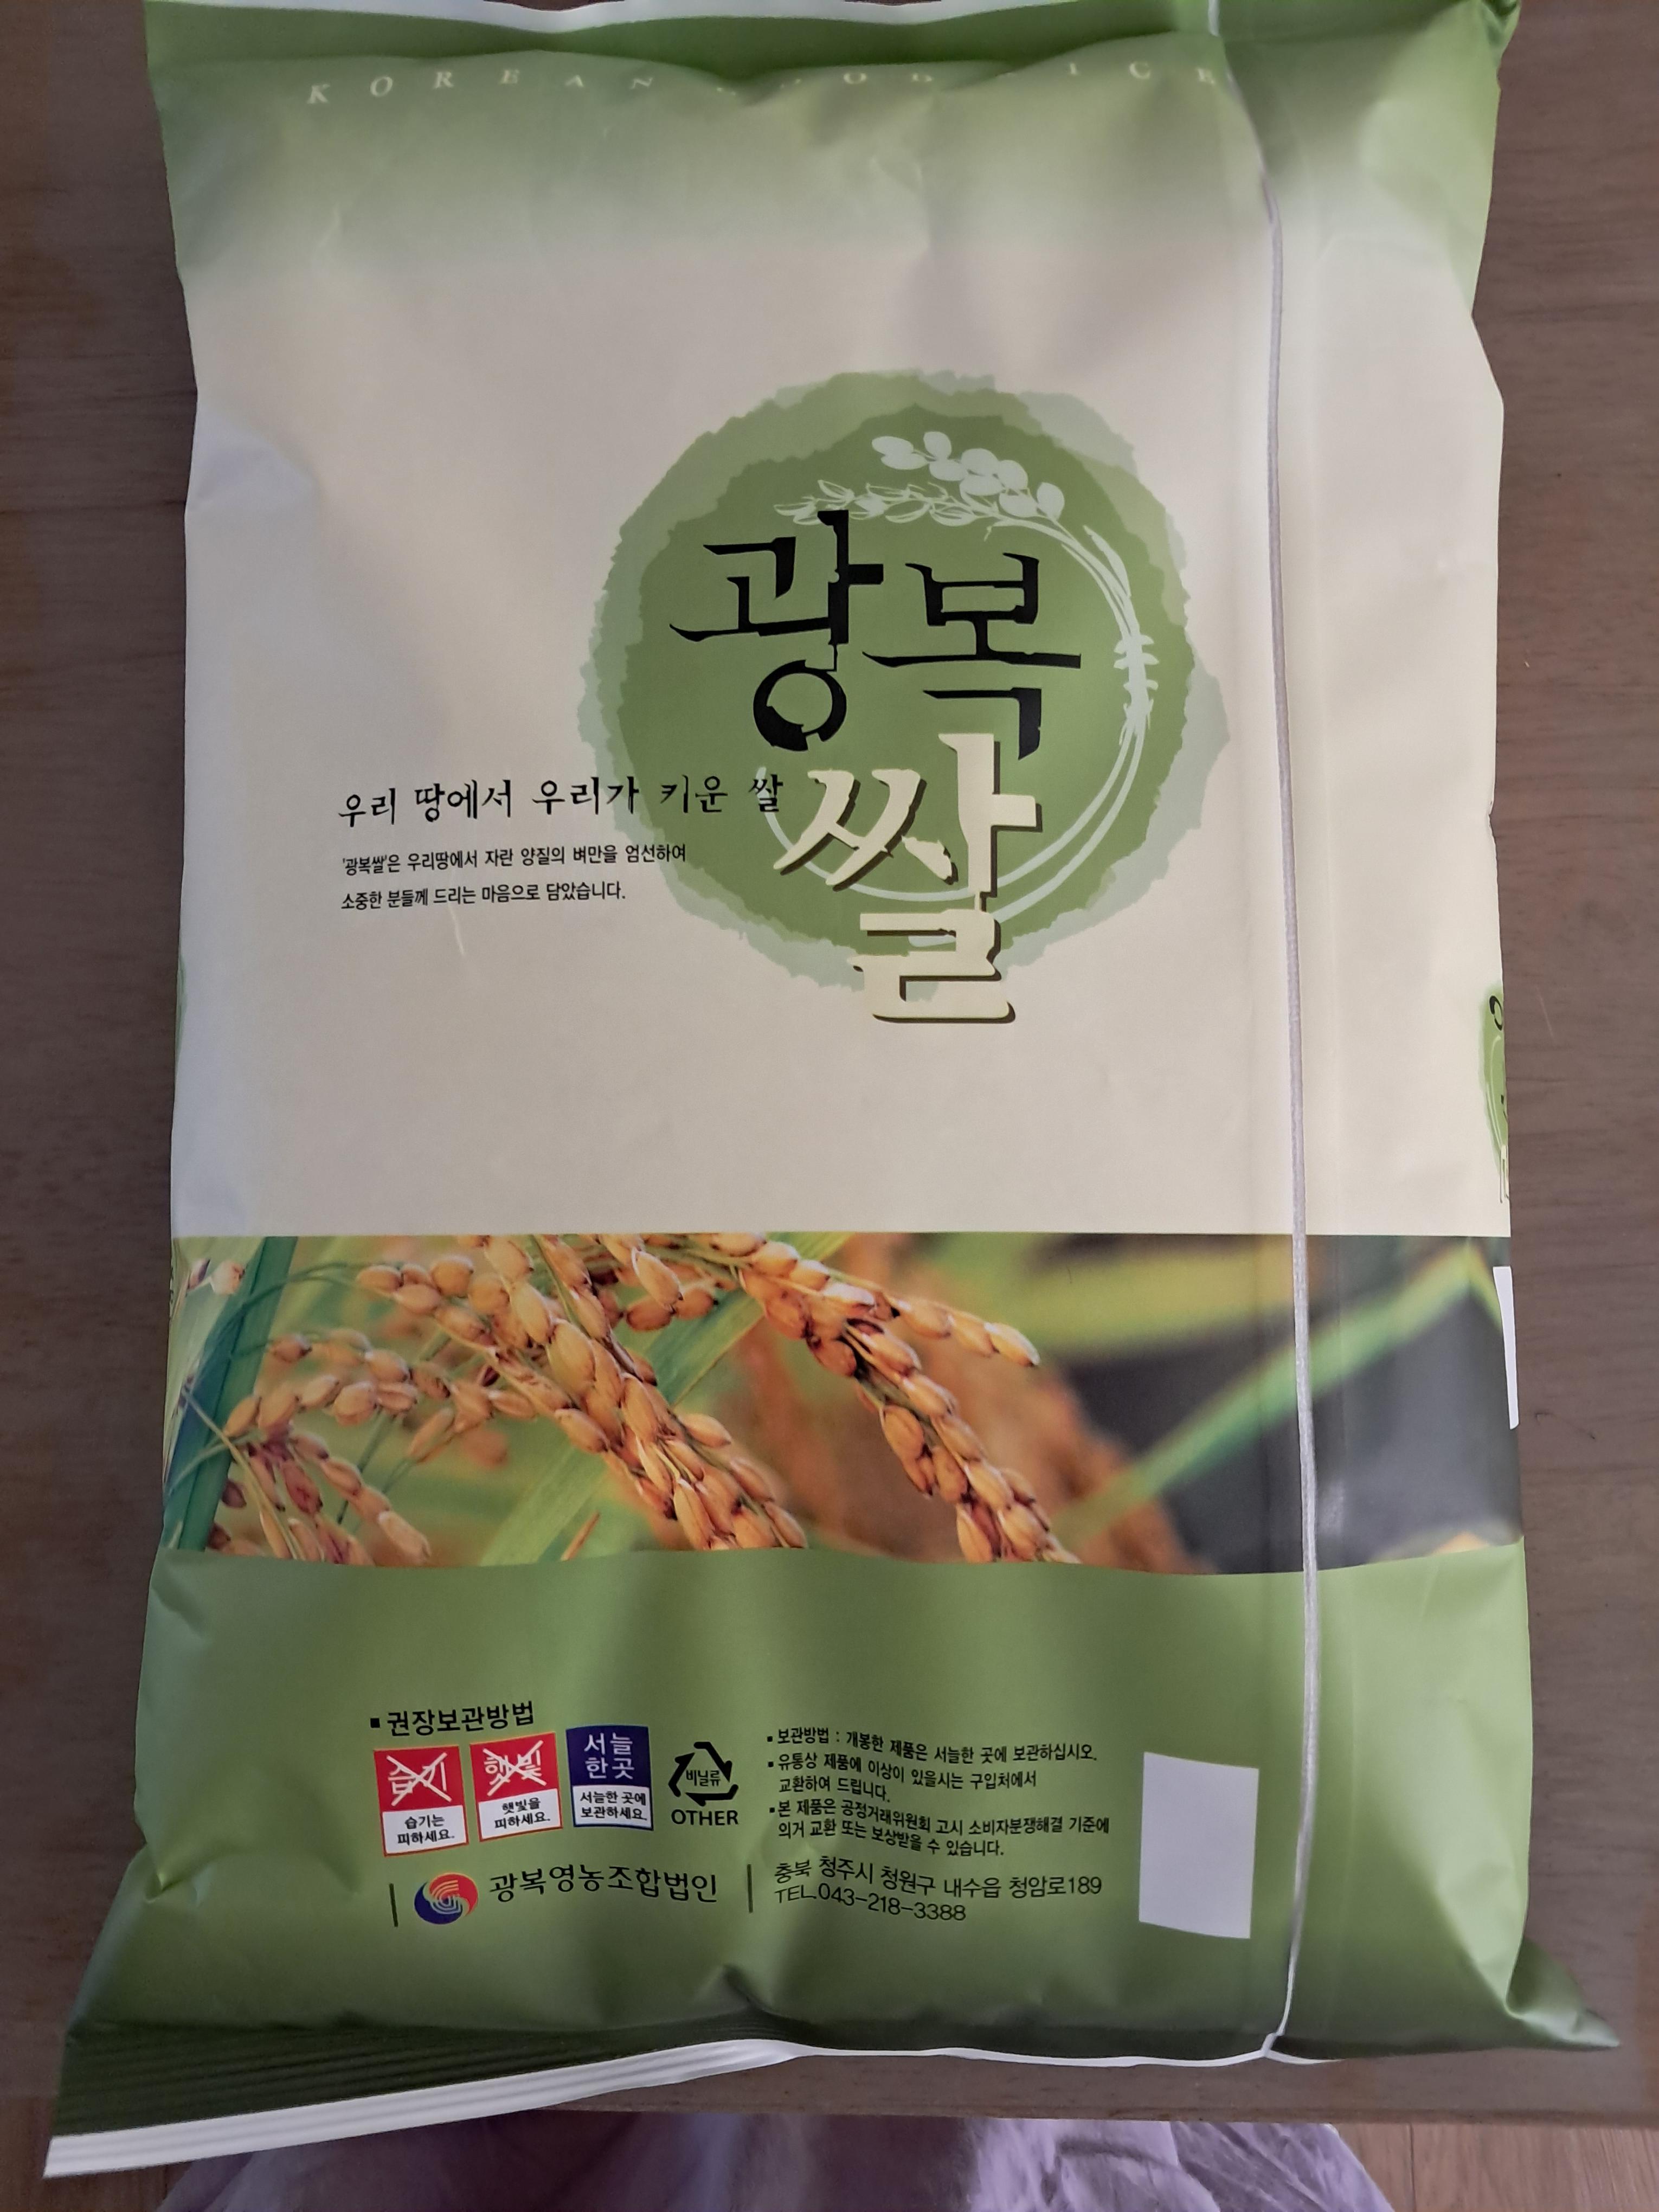 KOREAN GOOD RICE
광복
쌀
우리 땅에서 우리가 키운 쌀
'광복쌀'은 우리땅에서 자란 양질의 벼만을 엄선하여
소중한 분들께 드리는 마음으로 담았습니다.
▪ 권장보관방법
습기
습기는
피하세요.
햇빛
햇빛을
피하세요.
서늘
한곳
서늘한 곳에
보관하세요.
비닐류
OTHER
▪ 보관방법 : 개봉한 제품은 서늘한 곳에 보관하십시오.
▪ 유통상 제품에 이상이 있을시는 구입처에서
교환하여 드립니다.
▪ 본 제품은 공정거래위원회 고시 소비자분쟁해결 기준에
의거 교환 또는 보상받을 수 있습니다.
광복영농조합법인
충북 청주시 청원구 내수읍 청암로189
TEL.043-218-3388